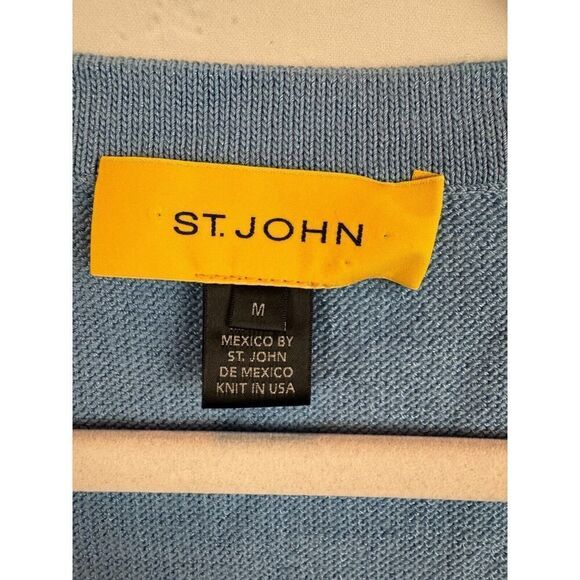 ST. JOHN
M
MEXICO BY
ST. JOHN
DE MEXICO
KNIT IN USA